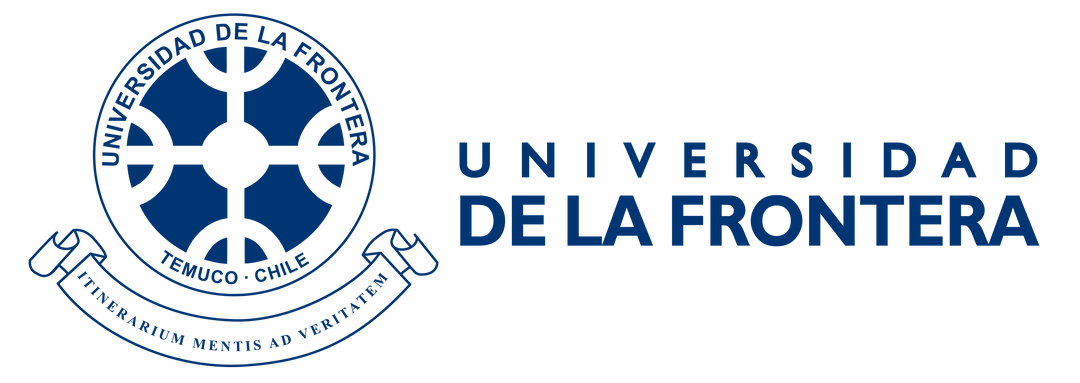 UNIVERSIDAD DE LA FRONTERA
TEMUCO · CHILE
ITINERARIUM MENTIS AD VERITATEM
UNIVERSIDAD
DE LA FRONTERA